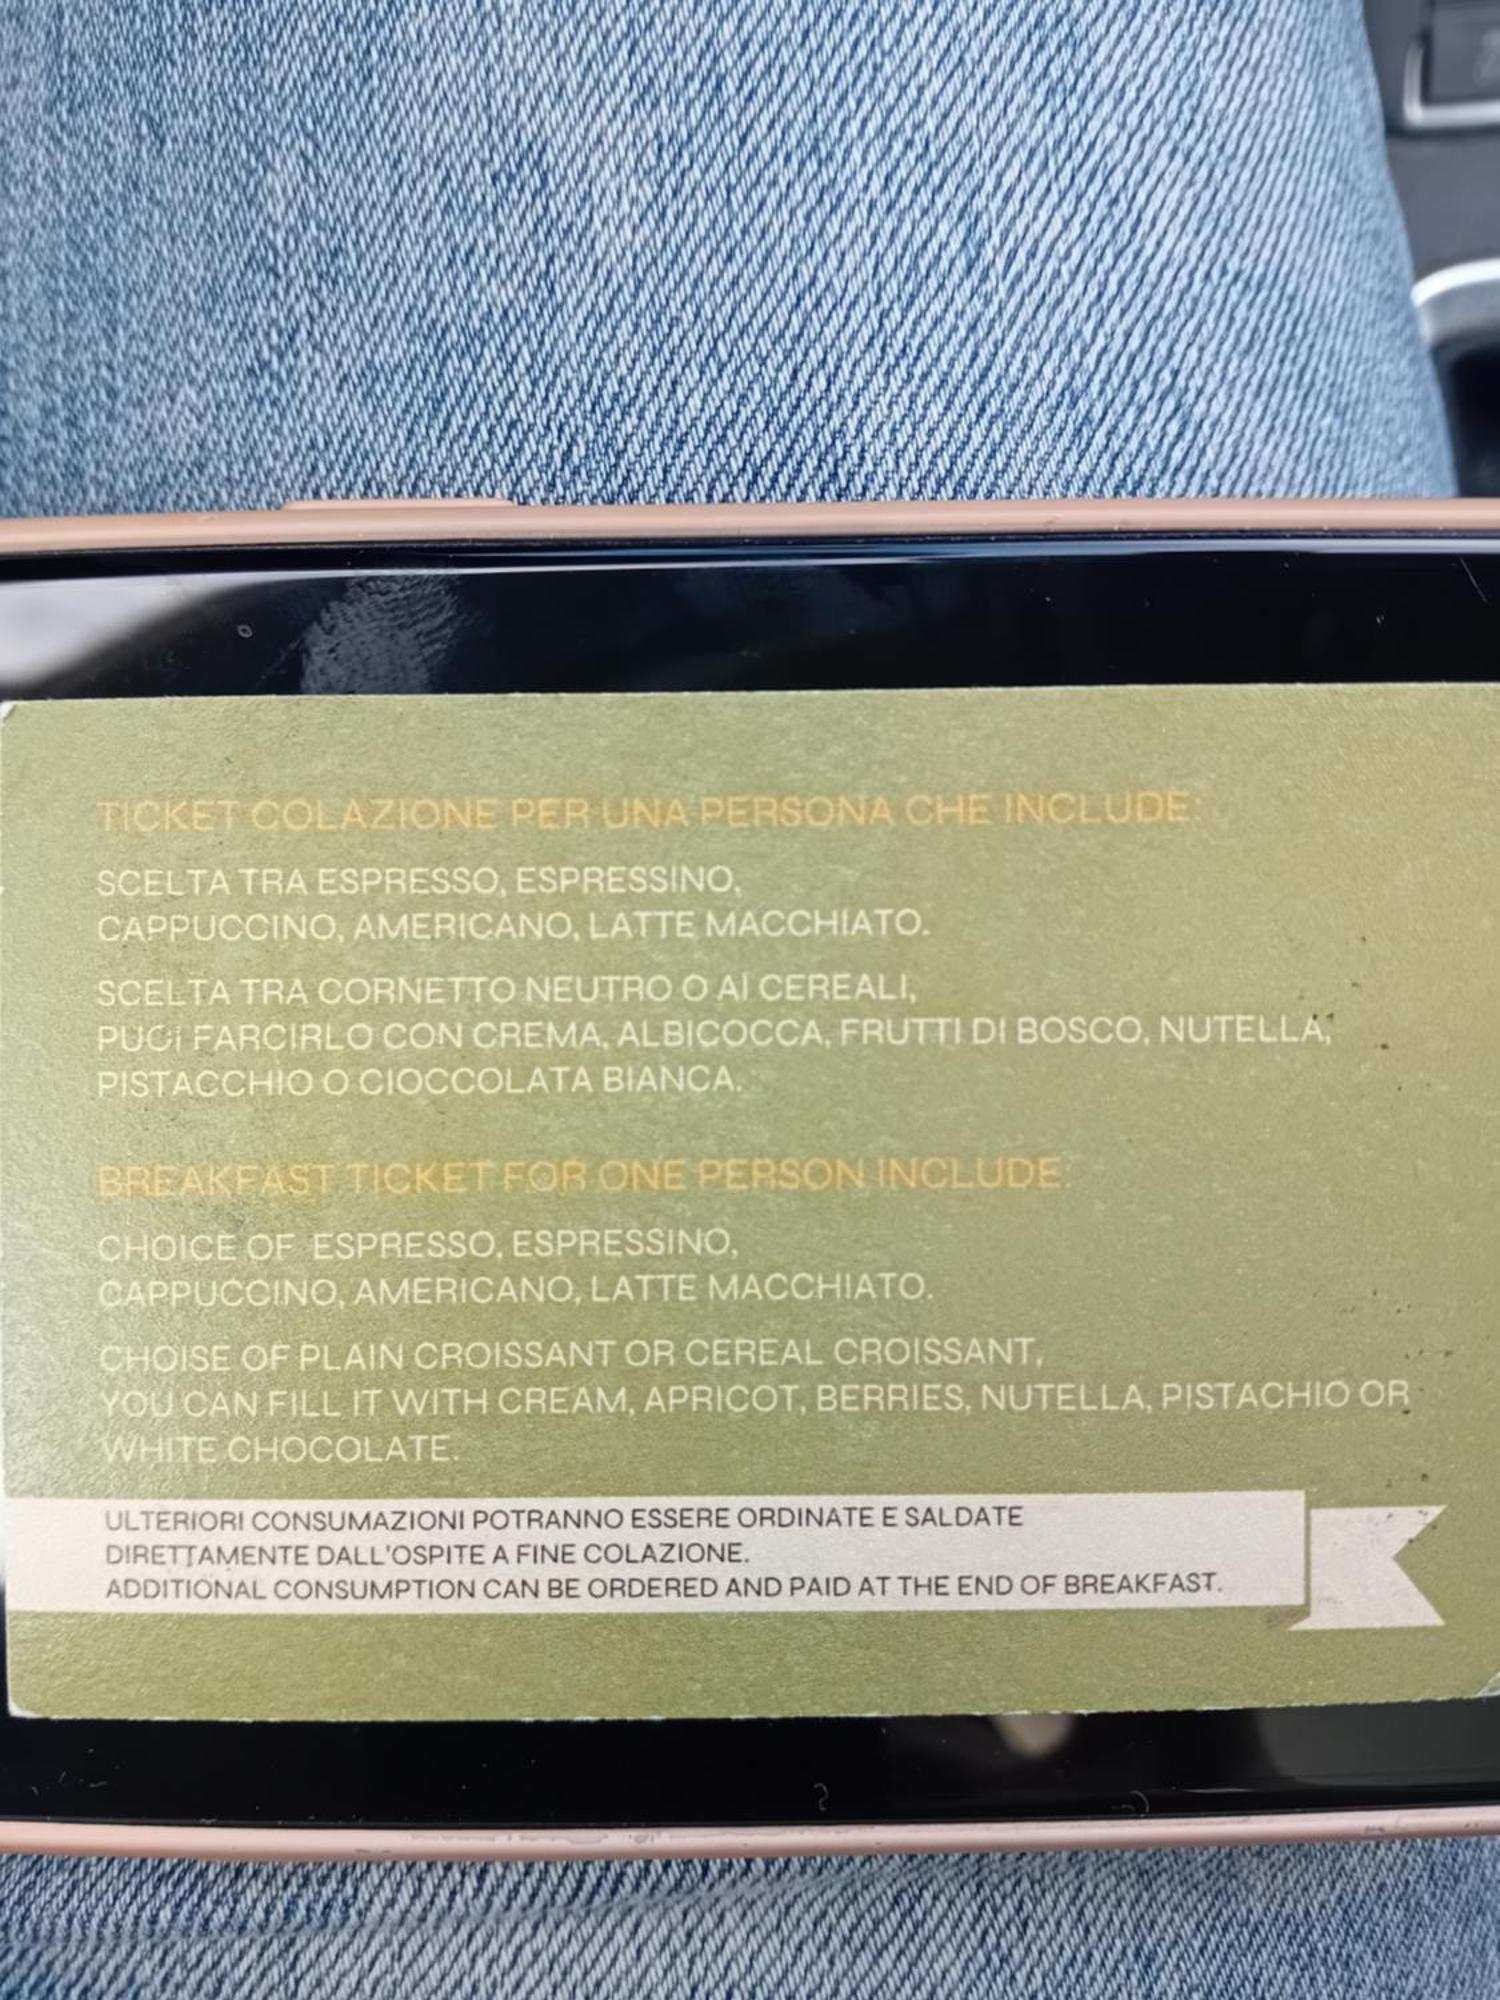 TICKET COLAZIONE PER UNA PERSONA CHE INCLUDE:
SCELTA TRA ESPRESSO, ESPRESSINO,
CAPPUCCINO, AMERICANO, LATTE MACCHIATO.
SCELTA TRA CORNETTO NEUTRO O AI CEREALI,
PUOI FARCIRLO CON CREMA, ALBICOCCA, FRUTTI DI BOSCO, NUTELLA,
PISTACCHIO O CIOCCOLATA BIANCA.
BREAKFAST TICKET FOR ONE PERSON INCLUDE:
CHOICE OF ESPRESSO, ESPRESSINO,
CAPPUCCINO, AMERICANO, LATTE MACCHIATO.
CHOISE OF PLAIN CROISSANT OR CEREAL CROISSANT,
YOU CAN FILL IT WITH CREAM, APRICOT, BERRIES, NUTELLA, PISTACHIO OR
WHITE CHOCOLATE.
ULTERIORI CONSUMAZIONI POTRANNO ESSERE ORDINATE E SALDATE
DIRETTAMENTE DALL'OSPITE A FINE COLAZIONE.
ADDITIONAL CONSUMPTION CAN BE ORDERED AND PAID AT THE END OF BREAKFAST.